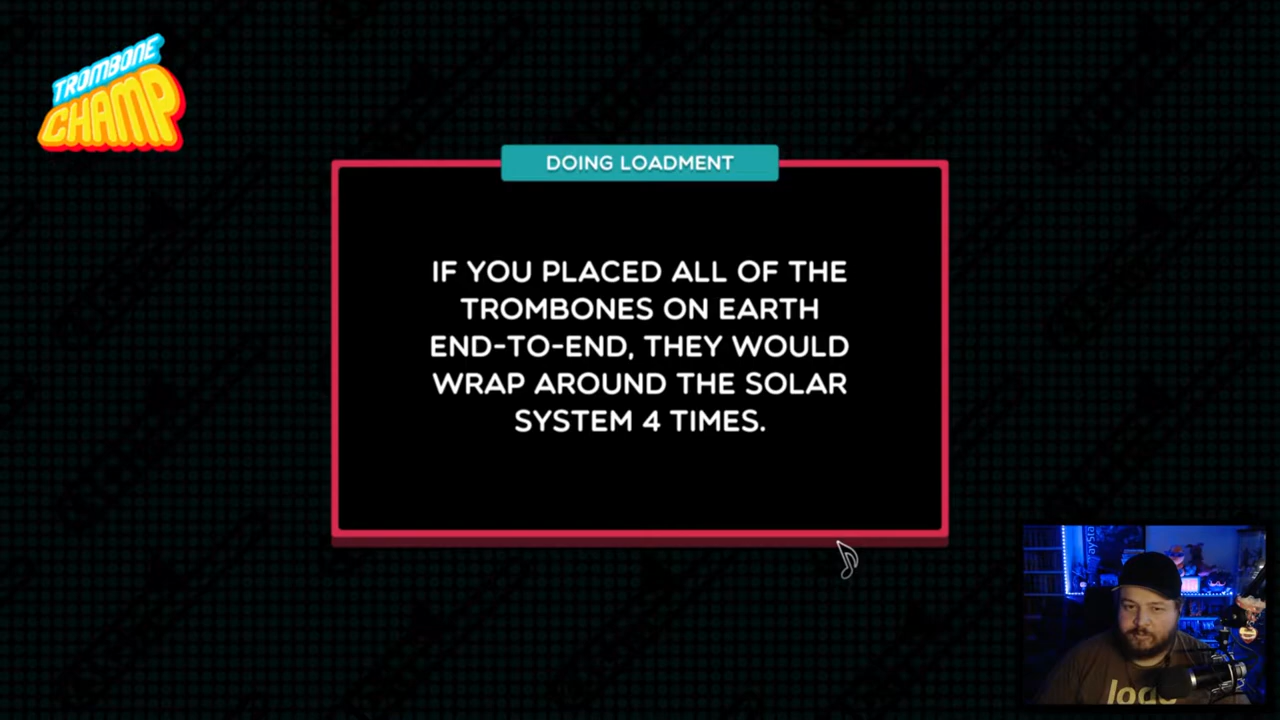 TROMBONE
CHAMP
DOING LOADMENT
IF YOU PLACED ALL OF THE
TROMBONES ON EARTH
END-TO-END, THEY WOULD
WRAP AROUND THE SOLAR
SYSTEM 4 TIMES.